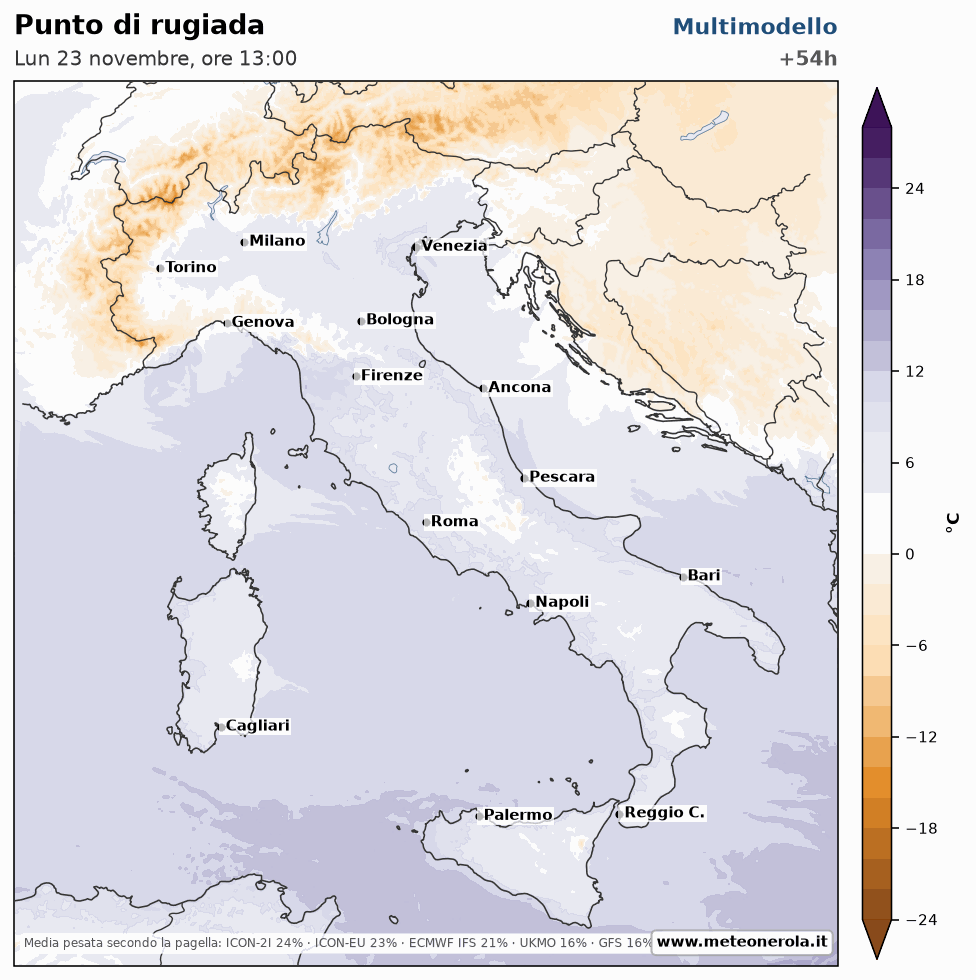 Punto di rugiada
Multimodello
Lun 23 novembre, ore 13:00
+54h
Milano
Venezia
Torino
Genova
Bologna
Firenze
Ancona
Pescara
Roma
Bari
Napoli
Cagliari
Palermo
Reggio C.
24
18
12
6
0
−6
−12
−18
−24
°C
Media pesata secondo la pagella: ICON-2I 24% · ICON-EU 23% · ECMWF IFS 21% · UKMO 16% · GFS 16%
www.meteonerola.it